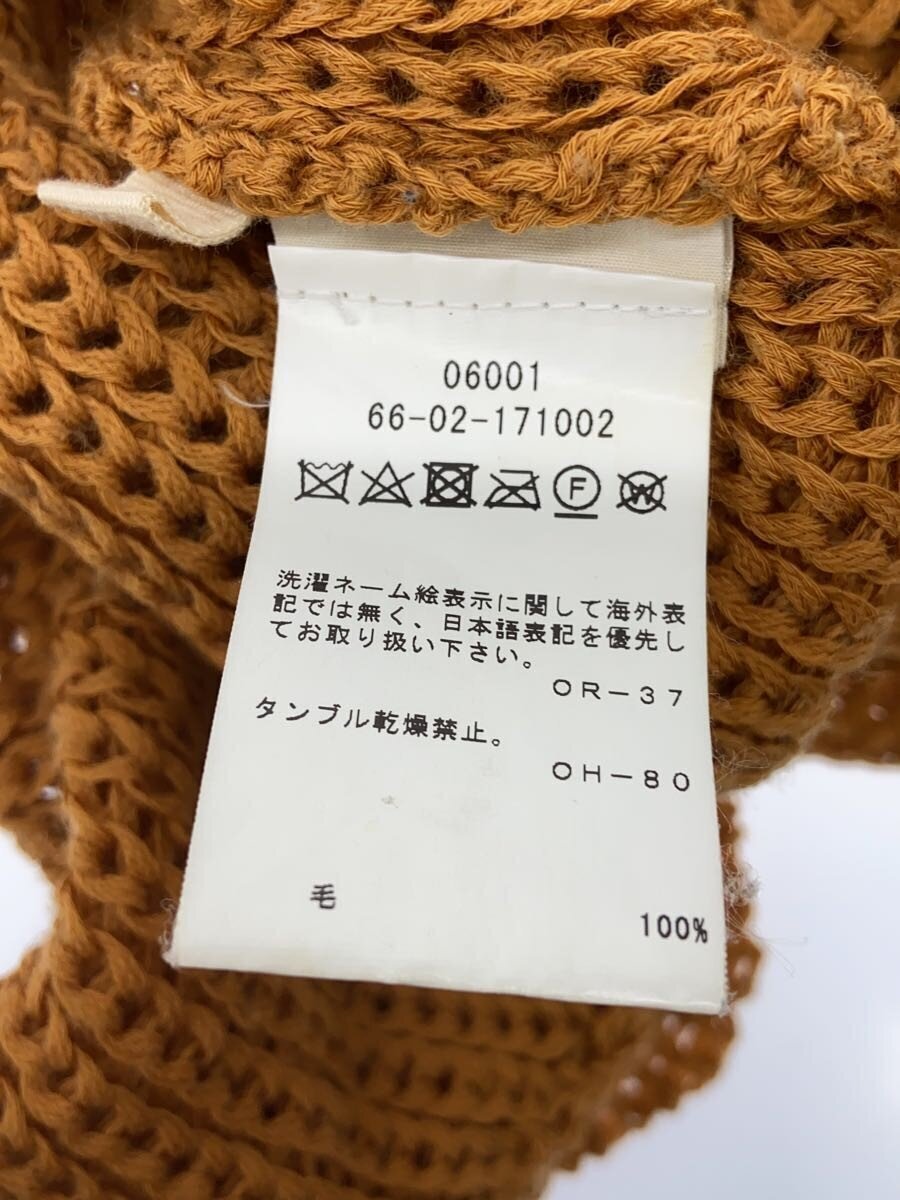 06001
66-02-171002
F
W
洗濯ネーム絵表示に関して海外表
記では無く、日本語表記を優先し
てお取り扱い下さい。
OR-37
タンブル乾燥禁止。
OH-80
毛
100%